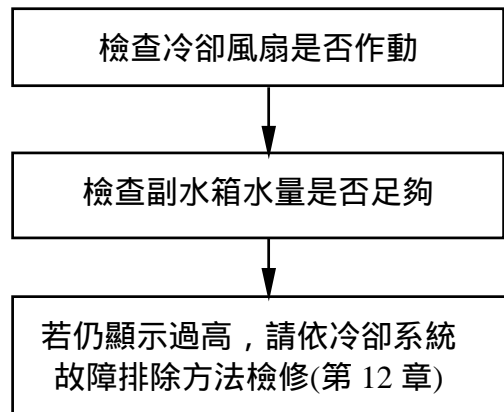 檢查冷卻風扇是否作動
檢查副水箱水量是否足夠
若仍顯示過高，請依冷卻系統
故障排除方法檢修(第 12 章)